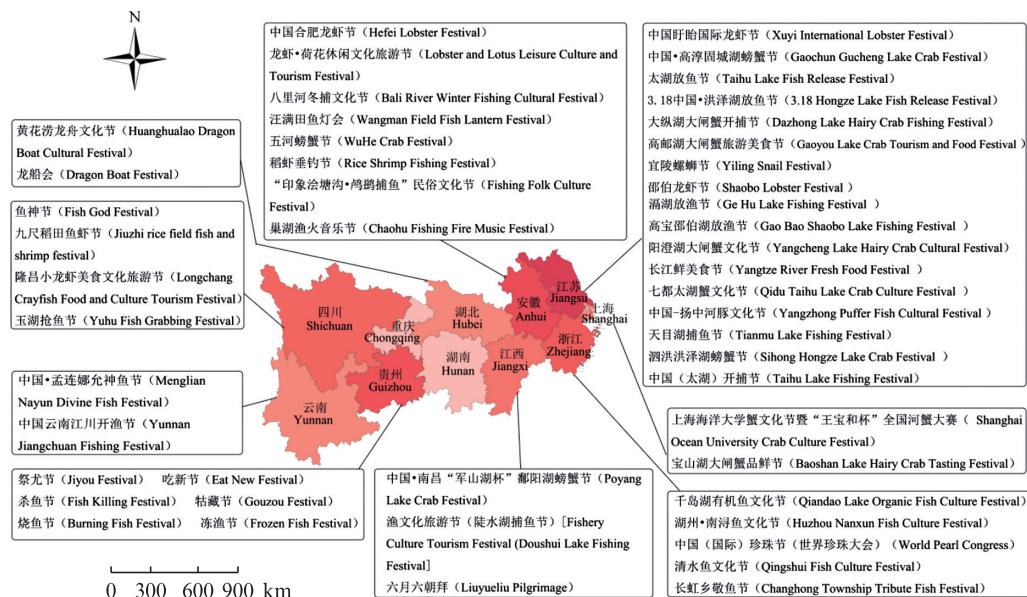 N
中国合肥龙虾节（Hefei Lobster Festival）
龙虾•荷花休闲文化旅游节（Lobster and Lotus Leisure Culture and
Tourism Festival）
八里河冬捕文化节（Bali River Winter Fishing Cultural Festival）
汪满田鱼灯会（Wangman Field Fish Lantern Festival）
五河螃蟹节（WuHe Crab Festival）
稻虾垂钓节（Rice Shrimp Fishing Festival）
“印象浍塘沟•鸬鹚捕鱼”民俗文化节（Fishing Folk Culture
Festival）
巢湖渔火音乐节（Chaohu Fishing Fire Music Festival）
中国盱眙国际龙虾节（Xuyi International Lobster Festival）
中国•高淳固城湖螃蟹节（Gaochun Gucheng Lake Crab Festival）
太湖放鱼节（Taihu Lake Fish Release Festival）
3.18中国•洪泽湖放鱼节（3.18 Hongze Lake Fish Release Festival）
大纵湖大闸蟹开捕节（Dazhong Lake Hairy Crab Fishing Festival）
高邮湖大闸蟹旅游美食节（Gaoyou Lake Crab Tourism and Food Festival）
宜陵螺蛳节（Yiling Snail Festival）
邵伯龙虾节（Shaobo Lobster Festival ）
滆湖放渔节（Ge Hu Lake Fishing Festival）
高宝邵伯湖放渔节（Gao Bao Shaobo Lake Fishing Festival ）
阳澄湖大闸蟹文化节（Yangcheng Lake Hairy Crab Cultural Festival）
长江鲜美食节（Yangtze River Fresh Food Festival ）
七都太湖蟹文化节（Qidu Taihu Lake Crab Culture Festival）
中国-扬中河豚文化节（Yangzhong Puffer Fish Cultural Festival）
天目湖捕鱼节（Tianmu Lake Fishing Festival）
泗洪洪泽湖螃蟹节（Sihong Hongze Lake Crab Festival）
中国（太湖）开捕节（Taihu Lake Fishing Festival）
黄花涝龙舟文化节（Huanghualao Dragon
Boat Cultural Festival）
龙船会（Dragon Boat Festival）
鱼神节（Fish God Festival）
九尺稻田鱼虾节（Jiuzhi rice field fish and
shrimp festival）
隆昌小龙虾美食文化旅游节（Longchang
Crayfish Food and Culture Tourism Festival）
玉湖抢鱼节（Yuhu Fish Grabbing Festival）
四川
Shichuan
重庆
Chongqing
湖北
Hubei
安徽
Anhui
江苏
Jiangsu
上海
Shanghai
浙江
Zhejiang
江西
Jiangxi
湖南
Hunan
贵州
Guizhou
云南
Yunnan
中国•孟连娜允神鱼节（Menglian
Nayun Divine Fish Festival）
中国云南江川开渔节（Yunnan
Jiangchuan Fishing Festival）
上海海洋大学蟹文化节暨“王宝和杯”全国河蟹大赛（ Shanghai
Ocean University Crab Culture Festival）
宝山湖大闸蟹品鲜节（Baoshan Lake Hairy Crab Tasting Festival）
祭尤节（Jiyou Festival） 吃新节（Eat New Festival）
杀鱼节（Fish Killing Festival） 牯藏节（Gouzou Festival）
烧鱼节（Burning Fish Festival） 冻渔节（Frozen Fish Festival）
中国•南昌“军山湖杯”鄱阳湖螃蟹节（Poyang
Lake Crab Festival）
渔文化旅游节（陡水湖捕鱼节）[Fishery
Culture Tourism Festival (Doushui Lake Fishing
Festival]
六月六朝拜（Liuyueliu Pilgrimage）
千岛湖有机鱼文化节（Qiandao Lake Organic Fish Culture Festival）
湖州•南浔鱼文化节（Huzhou Nanxun Fish Culture Festival）
中国（国际）珍珠节（世界珍珠大会）（World Pearl Congress）
清水鱼文化节（Qingshui Fish Culture Festival）
长虹乡敬鱼节（Changhong Township Tribute Fish Festival）
0 300 600 900 km